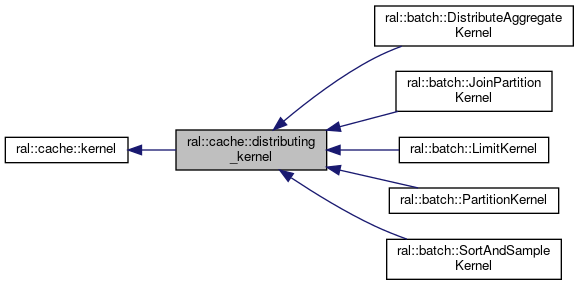 ral::cache::kernel
ral::cache::distributing
_kernel
ral::batch::DistributeAggregate
Kernel
ral::batch::JoinPartition
Kernel
ral::batch::LimitKernel
ral::batch::PartitionKernel
ral::batch::SortAndSample
Kernel